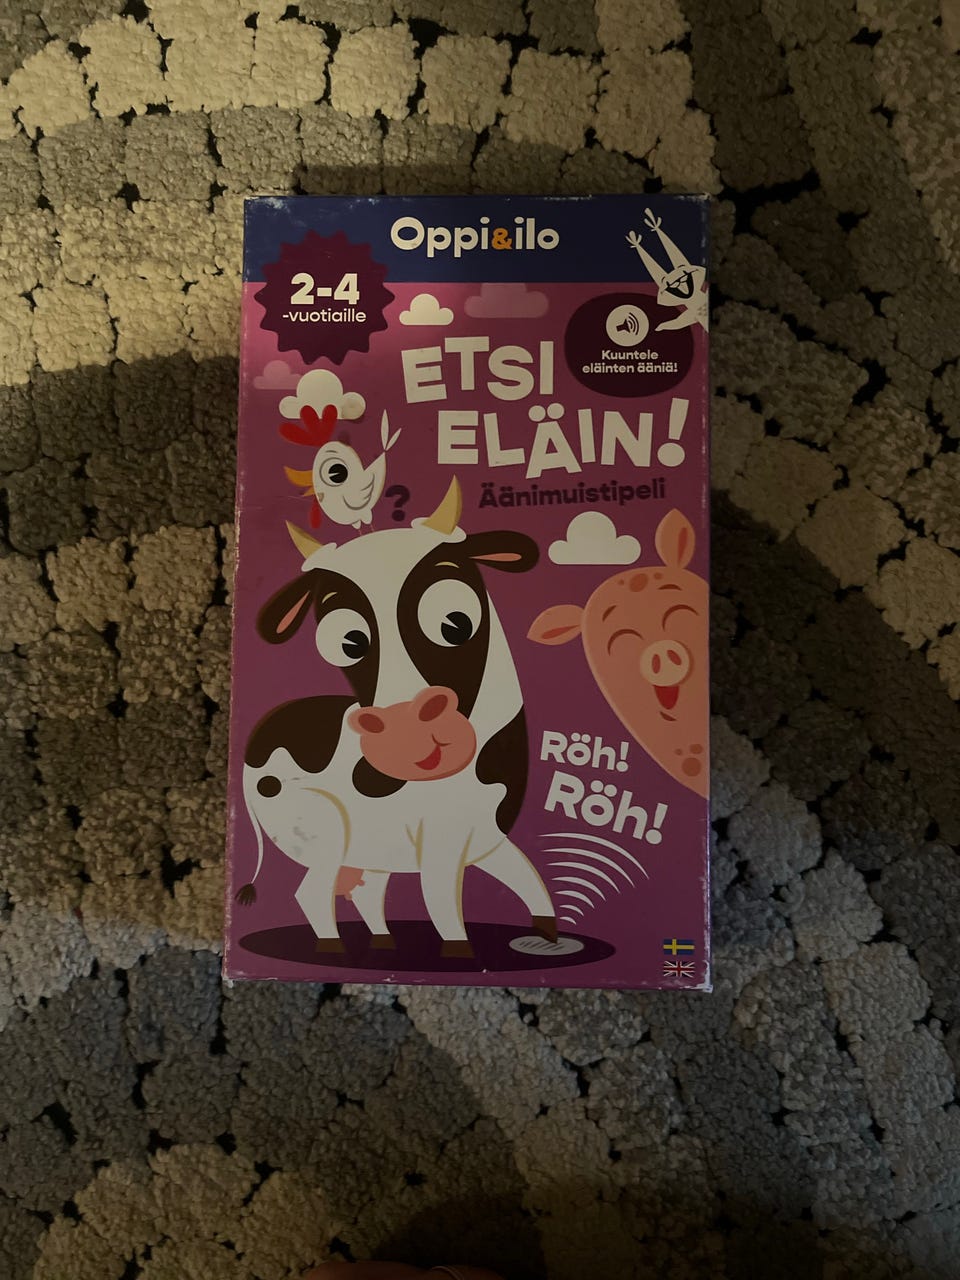 Oppi&ilo
2-4
-vuotiaille
Kuuntele
eläinten ääniä!
ETSI
ELÄIN!
Äänimuistipeli
?
Röh!
Röh!